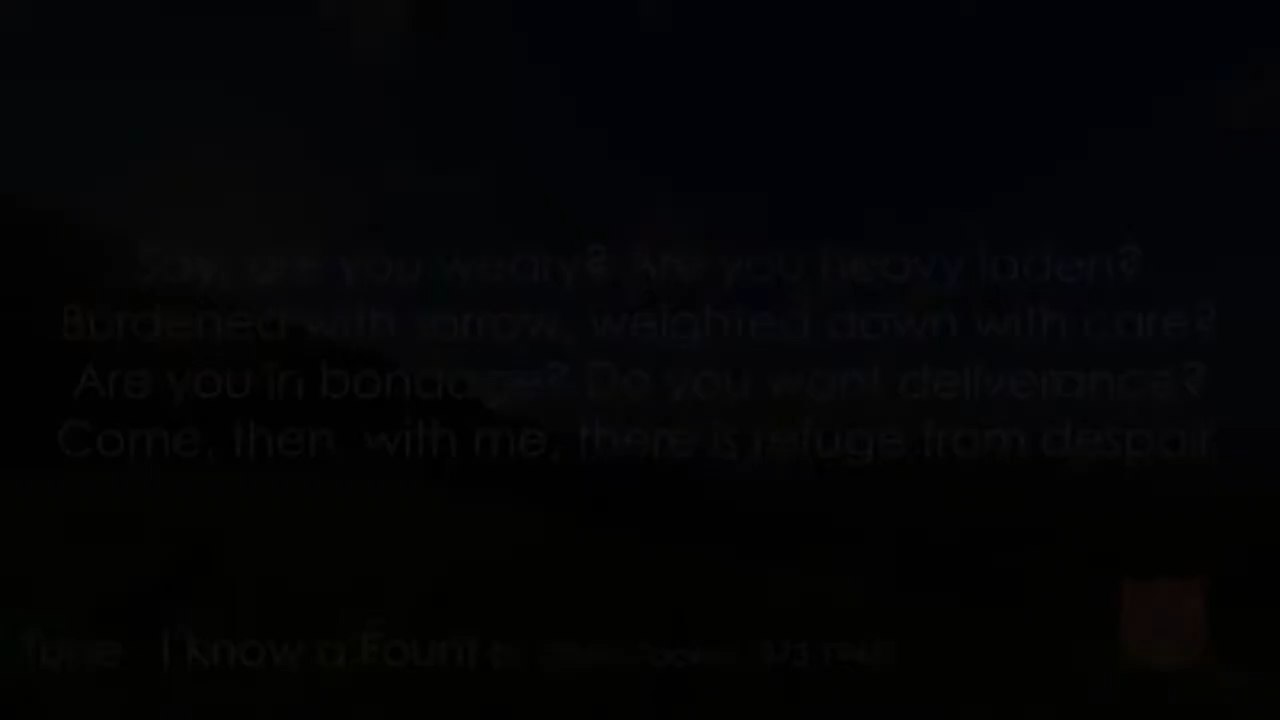 Say, are you weary? Are you heavy laden?
Burdened with sorrow, weighted down with care?
Are you in bondage? Do you want deliverance?
Come, then with me, there is refuge from despair.
Tune I know a Fount